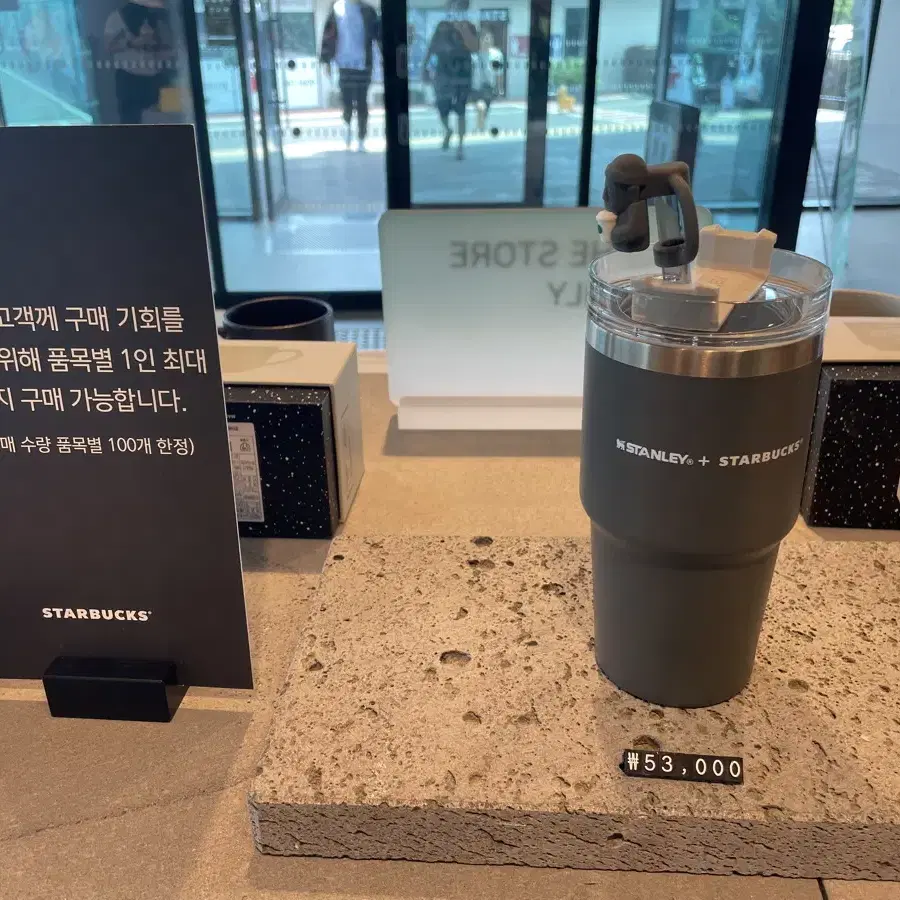 고객께 구매 기회를
위해 품목별 1인 최대
구매 가능합니다.
매 수량 품목별 100개 한정)
STARBUCKS®
THE STORE
STANLEY® + STARBUCKS®
₩53,000